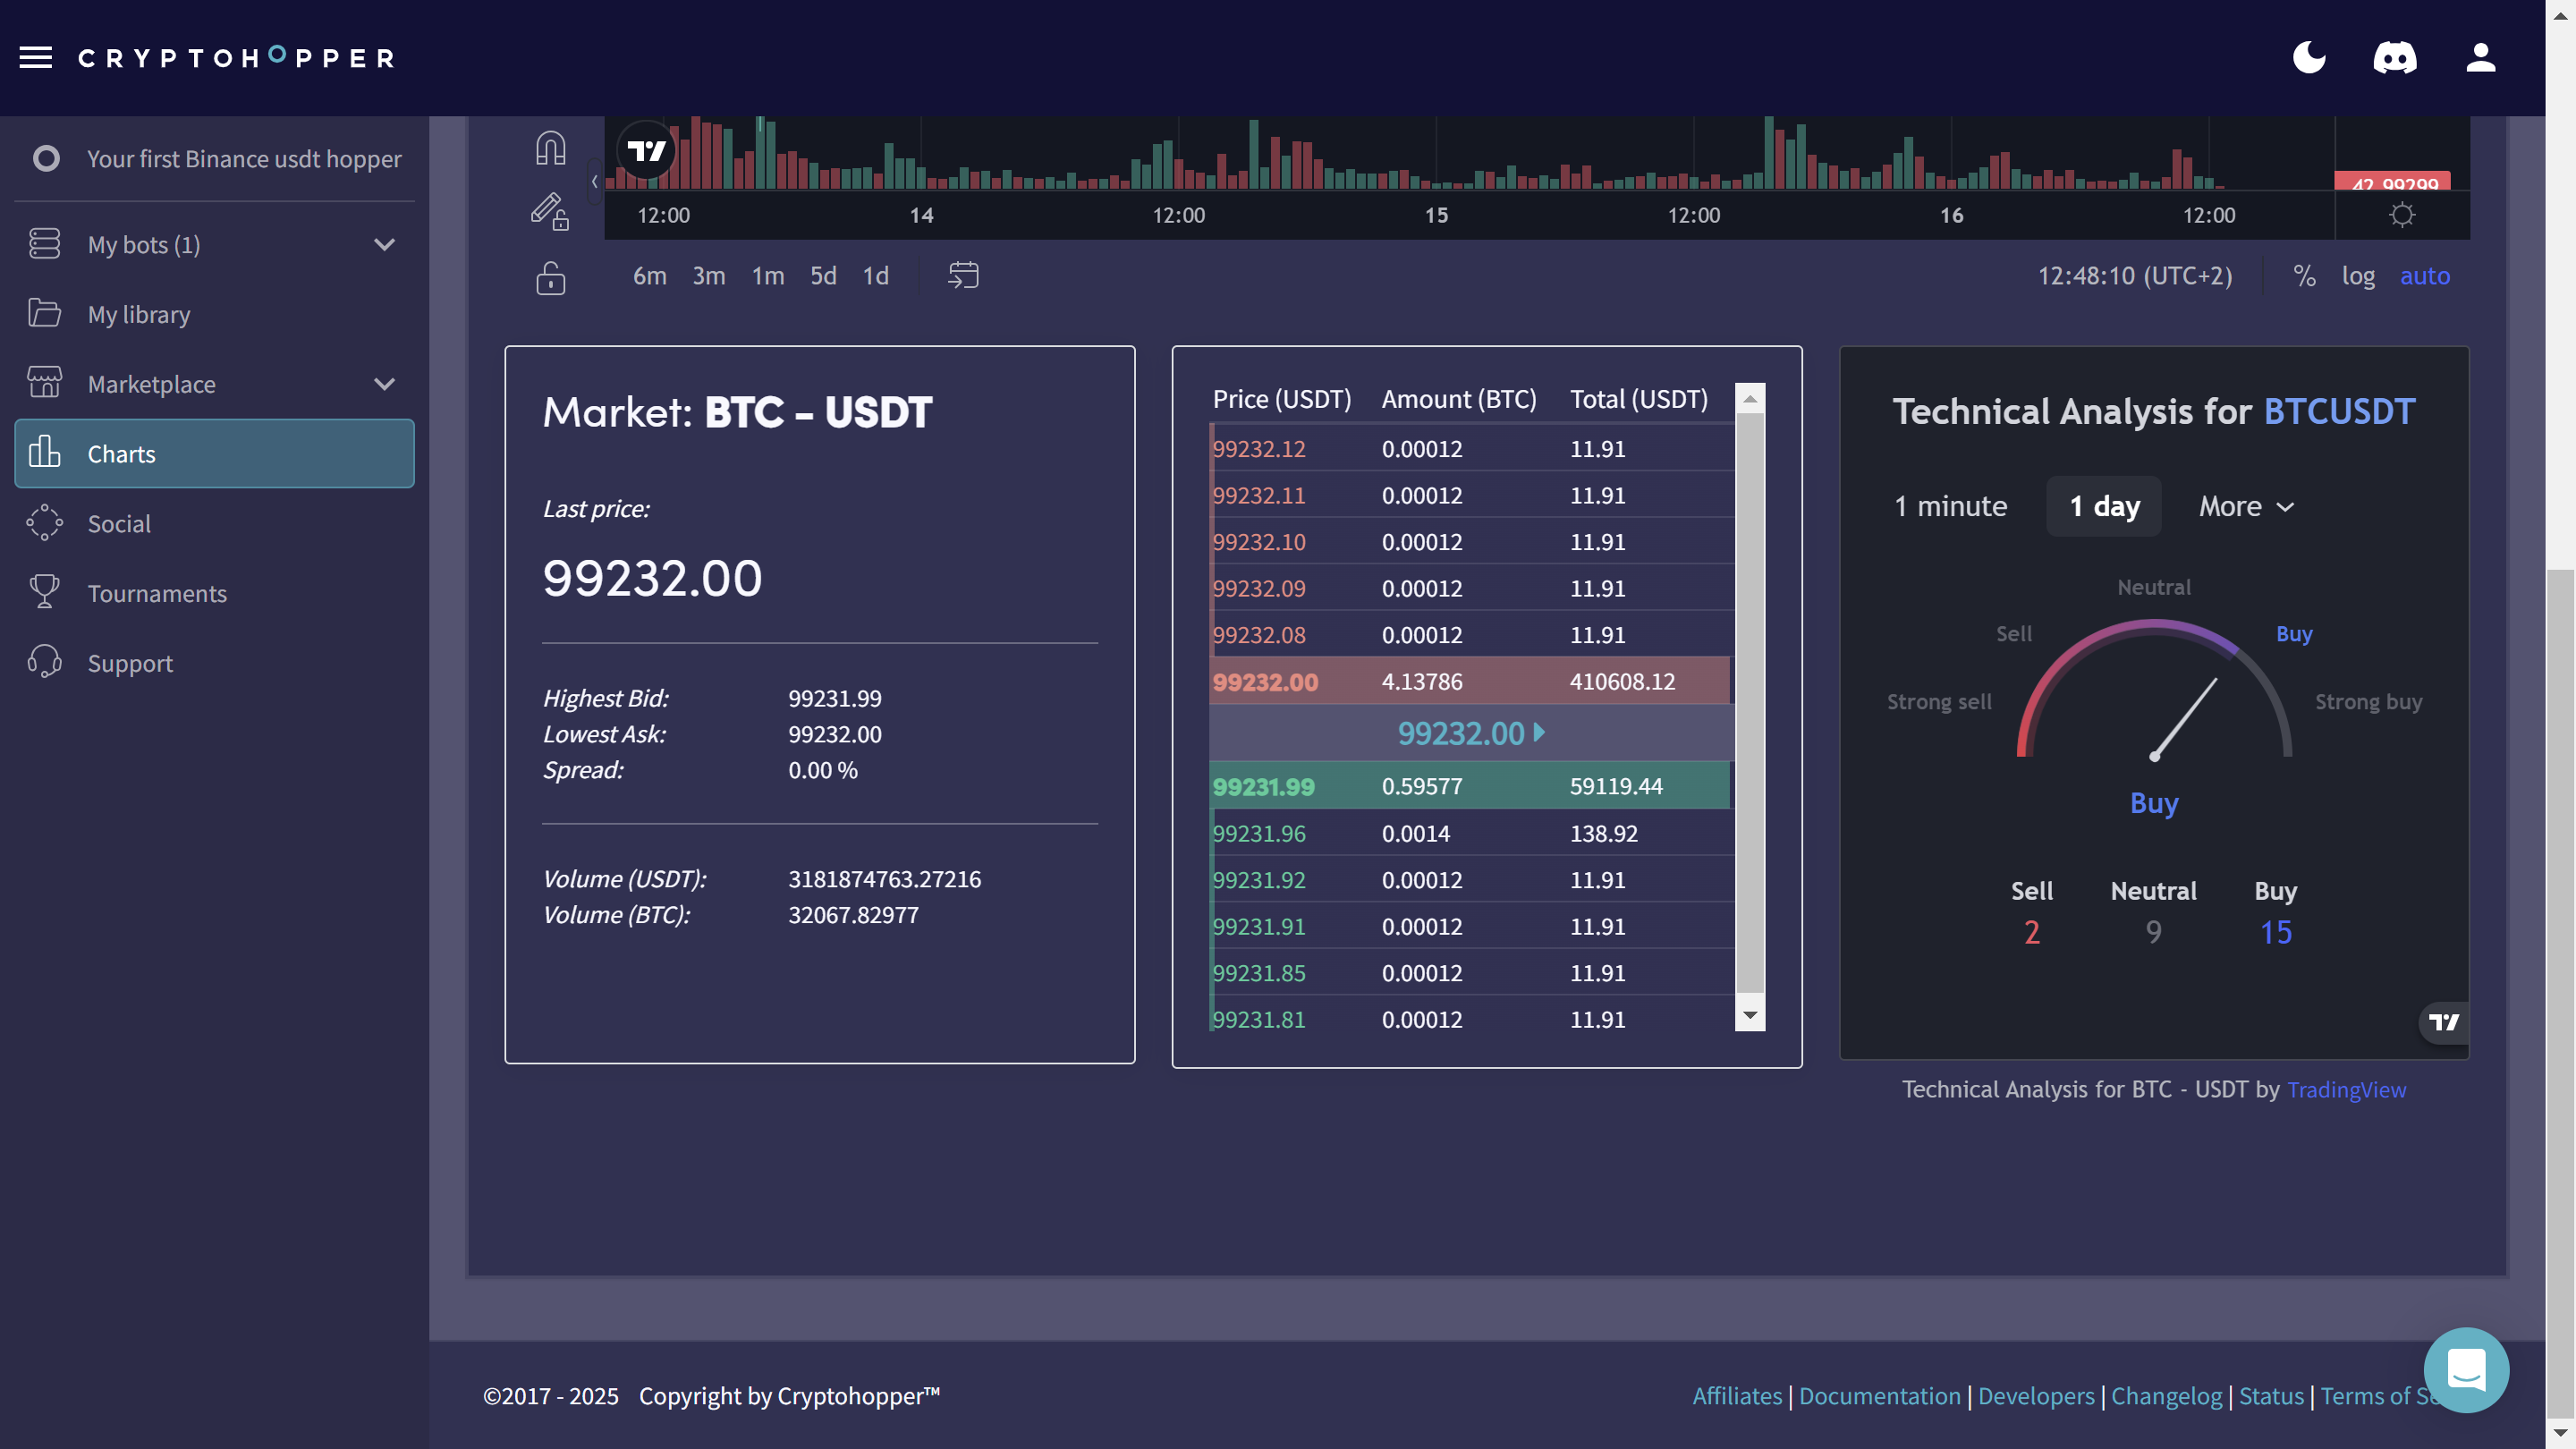 CRYPTOHOPPER
Your first Binance usdt hopper
My bots (1)
My library
Marketplace
Charts
Social
Tournaments
Support
42.99299
12:00 14 12:00 15 12:00 16 12:00
6m 3m 1m 5d 1d
12:48:10 (UTC+2) % log auto
Market: BTC - USDT
Last price:
99232.00
Highest Bid: 99231.99
Lowest Ask: 99232.00
Spread: 0.00 %
Volume (USDT): 3181874763.27216
Volume (BTC): 32067.82977
Price (USDT) Amount (BTC) Total (USDT)
99232.12 0.00012 11.91
99232.11 0.00012 11.91
99232.10 0.00012 11.91
99232.09 0.00012 11.91
99232.08 0.00012 11.91
99232.00 4.13786 410608.12
99232.00
99231.99 0.59577 59119.44
99231.96 0.0014 138.92
99231.92 0.00012 11.91
99231.91 0.00012 11.91
99231.85 0.00012 11.91
99231.81 0.00012 11.91
Technical Analysis for BTCUSDT
1 minute 1 day More
Neutral
Sell Buy
Strong sell Strong buy
Buy
Sell Neutral Buy
2 9 15
Technical Analysis for BTC - USDT by TradingView
©2017 - 2025 Copyright by Cryptohopper™
Affiliates | Documentation | Developers | Changelog | Status | Terms of